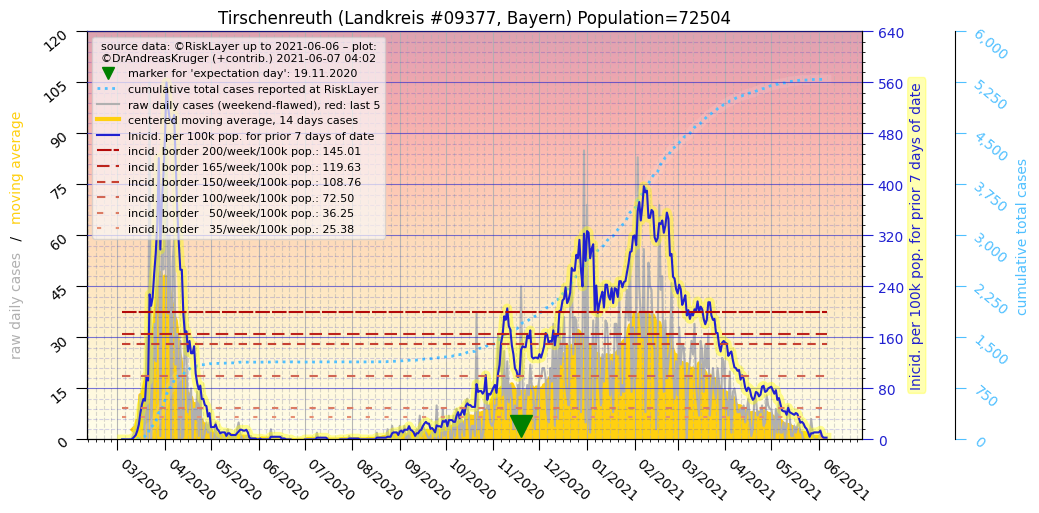 Tirschenreuth (Landkreis #09377, Bayern) Population=72504
source data: ©RiskLayer up to 2021-06-06 – plot:
©DrAndreasKruger (+contrib.) 2021-06-07 04:02
marker for 'expectation day': 19.11.2020
cumulative total cases reported at RiskLayer
raw daily cases (weekend-flawed), red: last 5
centered moving average, 14 days cases
Inicid. per 100k pop. for prior 7 days of date
incid. border 200/week/100k pop.: 145.01
incid. border 165/week/100k pop.: 119.63
incid. border 150/week/100k pop.: 108.76
incid. border 100/week/100k pop.: 72.50
incid. border   50/week/100k pop.: 36.25
incid. border   35/week/100k pop.: 25.38
raw daily cases / moving average
120
105
90
75
60
45
30
15
0
640
560
480
400
320
240
160
80
0
Inicid. per 100k pop. for prior 7 days of date
6,000
5,250
4,500
3,750
3,000
2,250
1,500
750
0
cumulative total cases
03/2020
04/2020
05/2020
06/2020
07/2020
08/2020
09/2020
10/2020
11/2020
12/2020
01/2021
02/2021
03/2021
04/2021
05/2021
06/2021